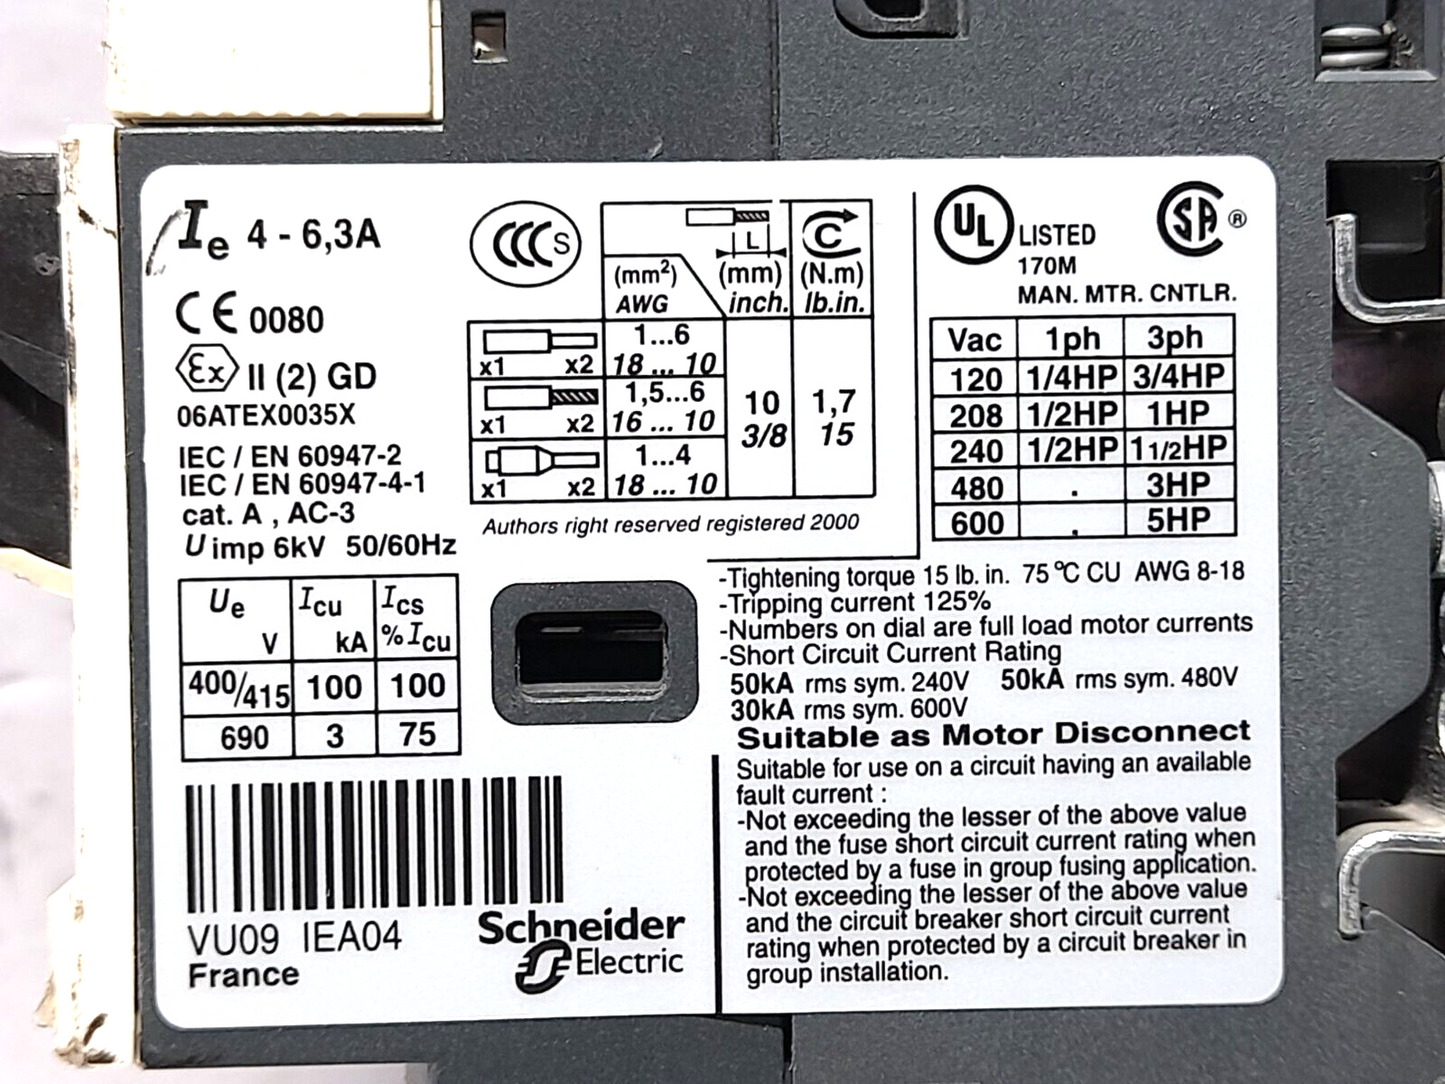 Ie 4 - 6,3A
CE 0080
Ex II (2) GD
06ATEX0035X
IEC / EN 60947-2
IEC / EN 60947-4-1
cat. A , AC-3
U imp 6kV 50/60Hz
Ue V Icu kA Ics % Icu
400/415 100 100
690 3 75
VU09 IEA04
France
Schneider
Electric
CCC S
L C
(mm²) (mm) (N.m)
AWG inch. lb.in.
1...6
x1 x2 18 ... 10
1,5...6 10 1,7
x1 x2 16 ... 10 3/8 15
1...4
x1 x2 18 ... 10
Authors right reserved registered 2000
UL LISTED SA ®
170M
MAN. MTR. CNTLR.
Vac 1ph 3ph
120 1/4HP 3/4HP
208 1/2HP 1HP
240 1/2HP 1 1/2HP
480 . 3HP
600 . 5HP
-Tightening torque 15 lb. in. 75 °C CU AWG 8-18
-Tripping current 125%
-Numbers on dial are full load motor currents
-Short Circuit Current Rating
50kA rms sym. 240V 50kA rms sym. 480V
30kA rms sym. 600V
Suitable as Motor Disconnect
Suitable for use on a circuit having an available
fault current :
-Not exceeding the lesser of the above value
and the fuse short circuit current rating when
protected by a fuse in group fusing application.
-Not exceeding the lesser of the above value
and the circuit breaker short circuit current
rating when protected by a circuit breaker in
group installation.